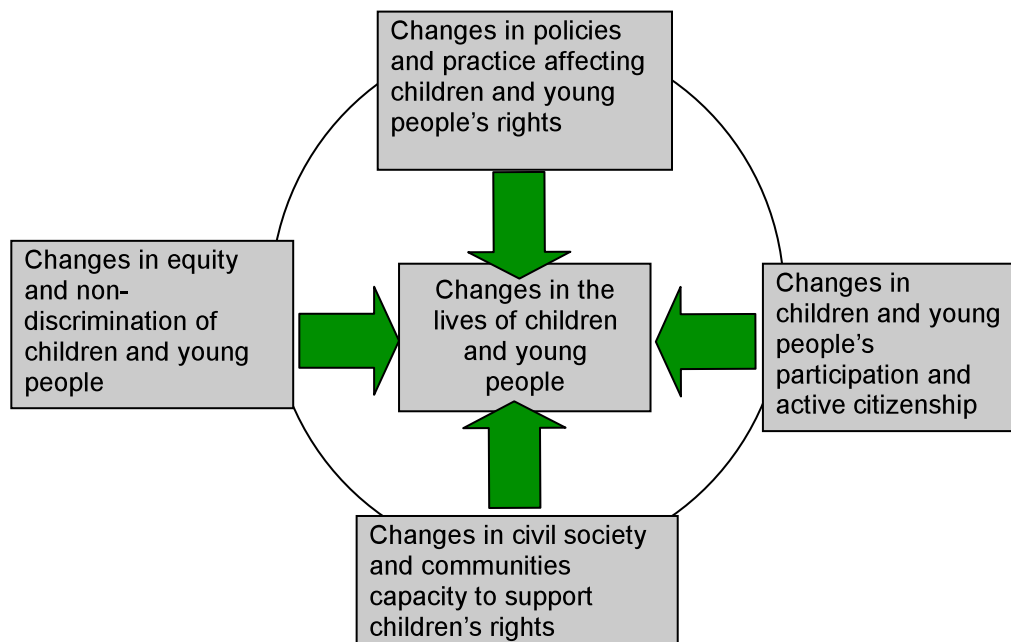 Changes in policies
and practice affecting
children and young
people’s rights
Changes in equity
and non-
discrimination of
children and young
people
Changes in the
lives of children
and young
people
Changes in
children and young
people’s
participation and
active citizenship
Changes in civil society
and communities
capacity to support
children’s rights